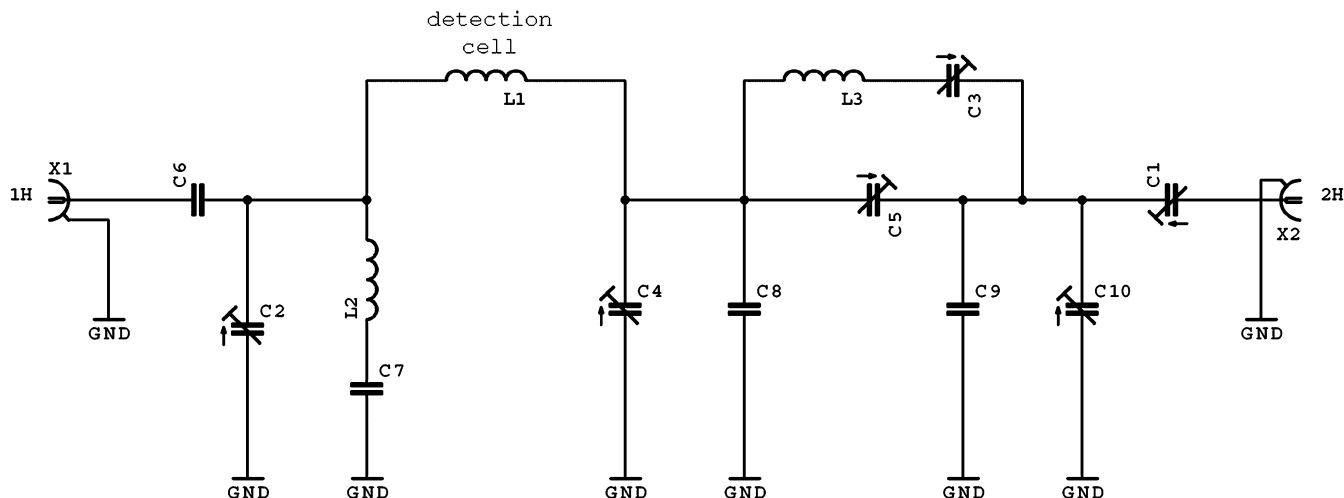 detection
cell
L1
L3
C3
X1
1H
C6
C5
C1
2H
X2
C2
L2
C7
C4
C8
C9
C10
GND
GND
GND
GND
GND
GND
GND
GND